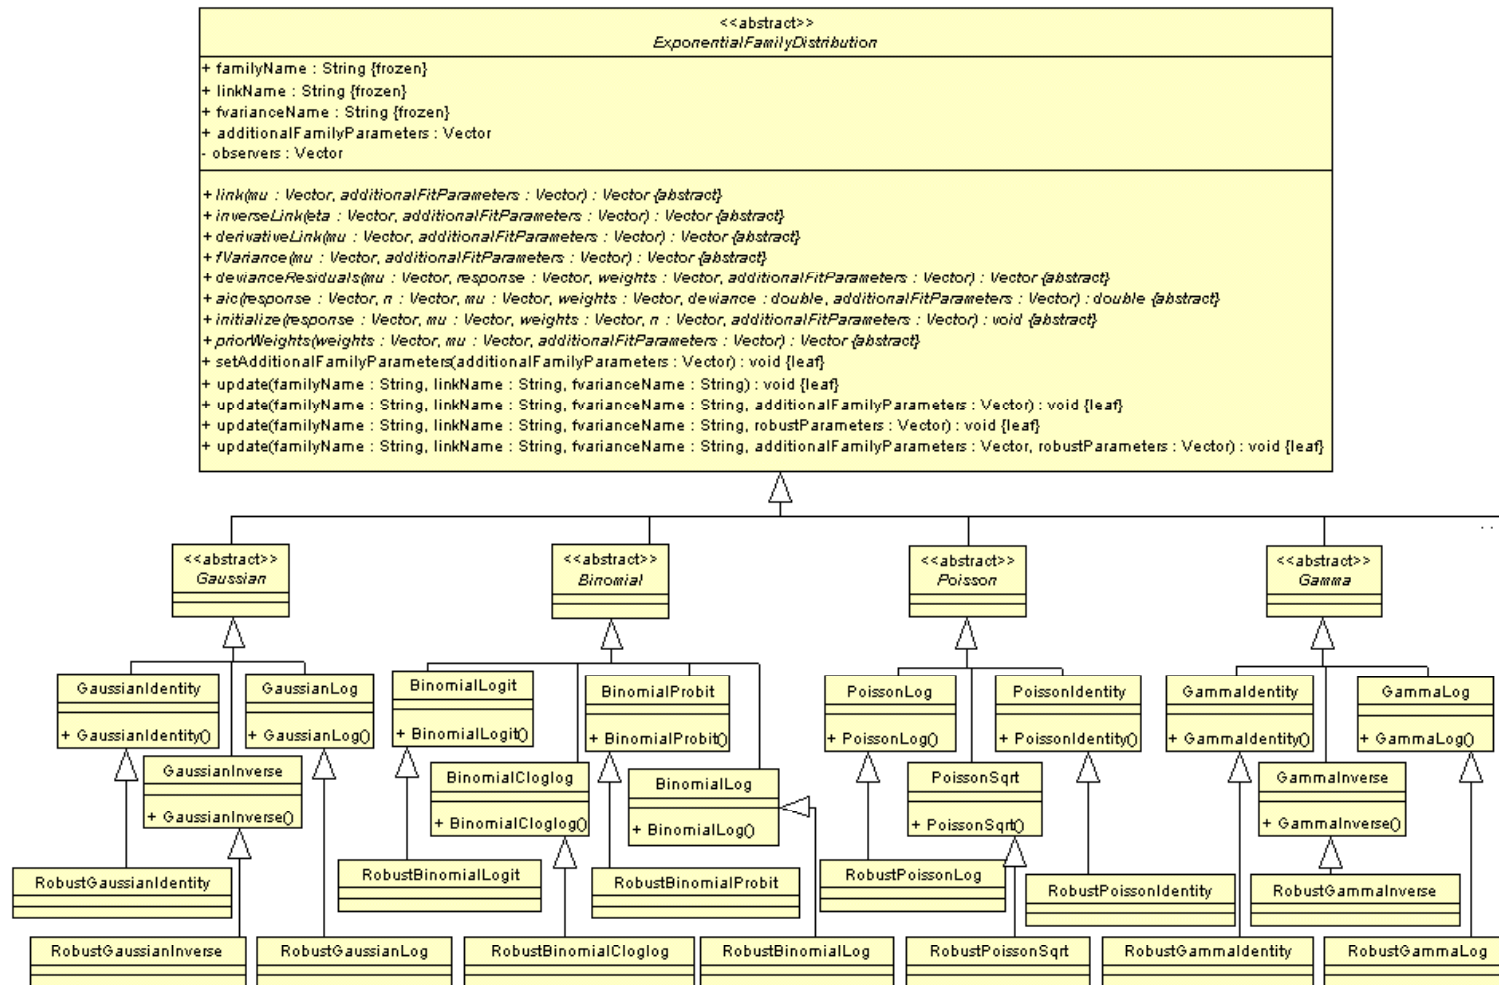 <<abstract>>
ExponentialFamilyDistribution
+ familyName : String {frozen}
+ linkName : String {frozen}
+ fvarianceName : String {frozen}
+ additionalFamilyParameters : Vector
- observers : Vector
+ link(mu : Vector, additionalFitParameters : Vector) : Vector {abstract}
+ inverseLink(eta : Vector, additionalFitParameters : Vector) : Vector {abstract}
+ derivativeLink(mu : Vector, additionalFitParameters : Vector) : Vector {abstract}
+ fVariance(mu : Vector, additionalFitParameters : Vector) : Vector {abstract}
+ devianceResiduals(mu : Vector, response : Vector, weights : Vector, additionalFitParameters : Vector) : Vector {abstract}
+ aic(response : Vector, n : Vector, mu : Vector, weights : Vector, deviance : double, additionalFitParameters : Vector) : double {abstract}
+ initialize(response : Vector, mu : Vector, weights : Vector, n : Vector, additionalFitParameters : Vector) : void {abstract}
+ priorWeights(weights : Vector, mu : Vector, additionalFitParameters : Vector) : Vector {abstract}
+ setAdditionalFamilyParameters(additionalFamilyParameters : Vector) : void {leaf}
+ update(familyName : String, linkName : String, fvarianceName : String) : void {leaf}
+ update(familyName : String, linkName : String, fvarianceName : String, additionalFamilyParameters : Vector) : void {leaf}
+ update(familyName : String, linkName : String, fvarianceName : String, robustParameters : Vector) : void {leaf}
+ update(familyName : String, linkName : String, fvarianceName : String, additionalFamilyParameters : Vector, robustParameters : Vector) : void {leaf}
. .
<<abstract>>
Gaussian
<<abstract>>
Binomial
<<abstract>>
Poisson
<<abstract>>
Gamma
GaussianIdentity
+ GaussianIdentity()
GaussianLog
+ GaussianLog()
BinomialLogit
+ BinomialLogit()
BinomialProbit
+ BinomialProbit()
PoissonLog
+ PoissonLog()
PoissonIdentity
+ PoissonIdentity()
GammaIdentity
+ GammaIdentity()
GammaLog
+ GammaLog()
GaussianInverse
+ GaussianInverse()
BinomialCloglog
+ BinomialCloglog()
BinomialLog
+ BinomialLog()
PoissonSqrt
+ PoissonSqrt()
GammaInverse
+ GammaInverse()
RobustGaussianIdentity
RobustBinomialLogit
RobustBinomialProbit
RobustPoissonLog
RobustPoissonIdentity
RobustGammaInverse
RobustGaussianInverse
RobustGaussianLog
RobustBinomialCloglog
RobustBinomialLog
RobustPoissonSqrt
RobustGammaIdentity
RobustGammaLog